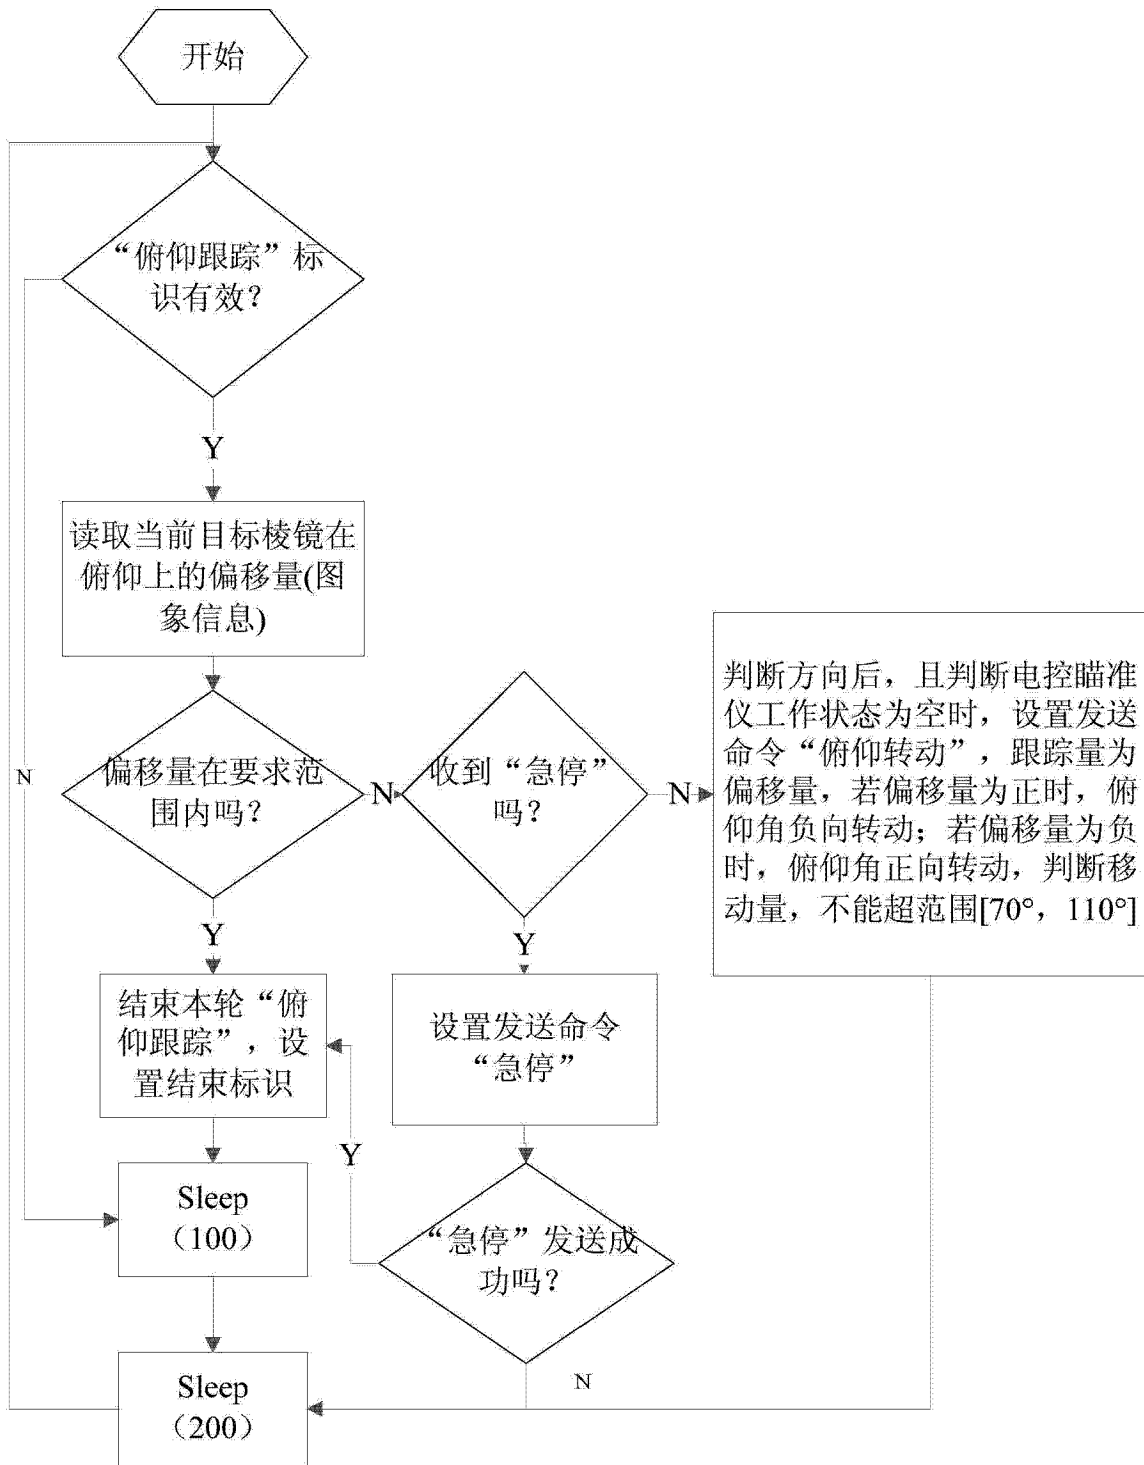 开始
“俯仰跟踪”标
识有效？
Y
读取当前目标棱镜在
俯仰上的偏移量(图
象信息)
N
偏移量在要求范
围内吗？
N
收到“急停”
吗？
N
判断方向后，且判断电控瞄准
仪工作状态为空时，设置发送
命令“俯仰转动”，跟踪量为
偏移量，若偏移量为正时，俯
仰角负向转动；若偏移量为负
时，俯仰角正向转动，判断移
动量，不能超范围[70°，110°]
Y
Y
结束本轮“俯
仰跟踪”，设
置结束标识
设置发送命令
“急停”
Y
Sleep
（100）
“急停”发送成
功吗？
N
Sleep
（200）